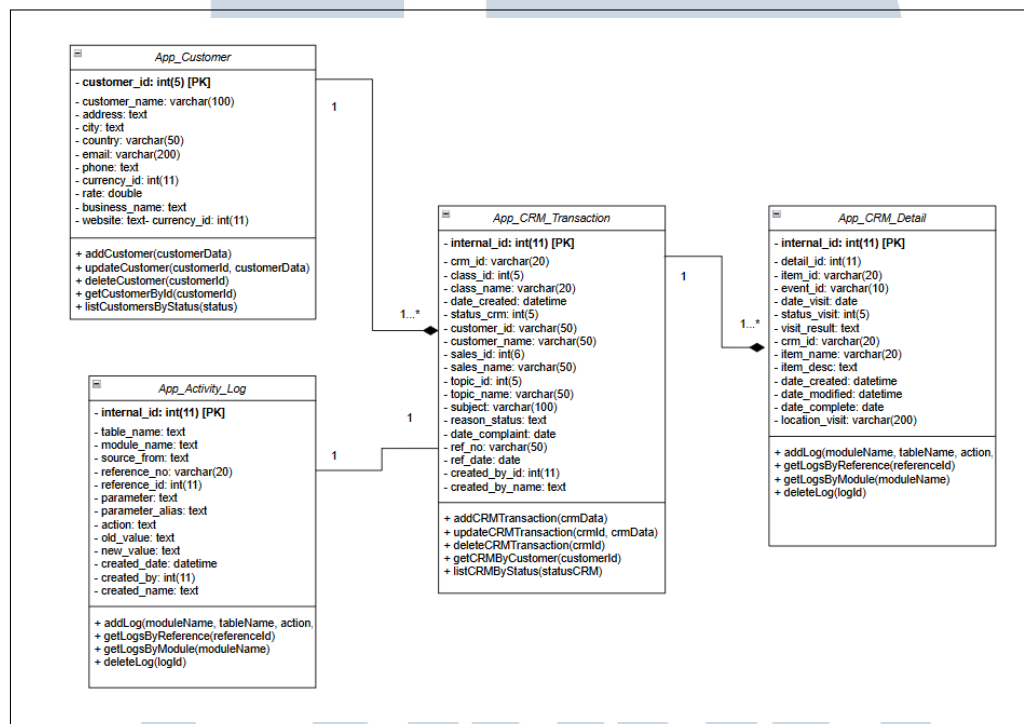 App_Customer
- customer_id: int(5) [PK]
- customer_name: varchar(100)
- address: text
- city: text
- country: varchar(50)
- email: varchar(200)
- phone: text
- currency_id: int(11)
- rate: double
- business_name: text
- website: text- currency_id: int(11)
+ addCustomer(customerData)
+ updateCustomer(customerId, customerData)
+ deleteCustomer(customerId)
+ getCustomerById(customerId)
+ listCustomersByStatus(status)
1
1...*
App_Activity_Log
- internal_id: int(11) [PK]
- table_name: text
- module_name: text
- source_from: text
- reference_no: varchar(20)
- reference_id: int(11)
- parameter: text
- parameter_alias: text
- action: text
- old_value: text
- new_value: text
- created_date: datetime
- created_by: int(11)
- created_name: text
+ addLog(moduleName, tableName, action,
+ getLogsByReference(referenceId)
+ getLogsByModule(moduleName)
+ deleteLog(logId)
1
1
App_CRM_Transaction
- internal_id: int(11) [PK]
- crm_id: varchar(20)
- class_id: int(5)
- class_name: varchar(20)
- date_created: datetime
- status_crm: int(5)
- customer_id: varchar(50)
- customer_name: varchar(50)
- sales_id: int(6)
- sales_name: varchar(50)
- topic_id: int(5)
- topic_name: varchar(50)
- subject: varchar(100)
- reason_status: text
- date_complaint: date
- ref_no: varchar(50)
- ref_date: date
- created_by_id: int(11)
- created_by_name: text
+ addCRMTransaction(crmData)
+ updateCRMTransaction(crmId, crmData)
+ deleteCRMTransaction(crmId)
+ getCRMByCustomer(customerId)
+ listCRMByStatus(statusCRM)
1
1...*
App_CRM_Detail
- internal_id: int(11) [PK]
- detail_id: int(11)
- item_id: varchar(20)
- event_id: varchar(10)
- date_visit: date
- status_visit: int(5)
- visit_result: text
- crm_id: varchar(20)
- item_name: varchar(20)
- item_desc: text
- date_created: datetime
- date_modified: datetime
- date_complete: date
- location_visit: varchar(200)
+ addLog(moduleName, tableName, action,
+ getLogsByReference(referenceId)
+ getLogsByModule(moduleName)
+ deleteLog(logId)